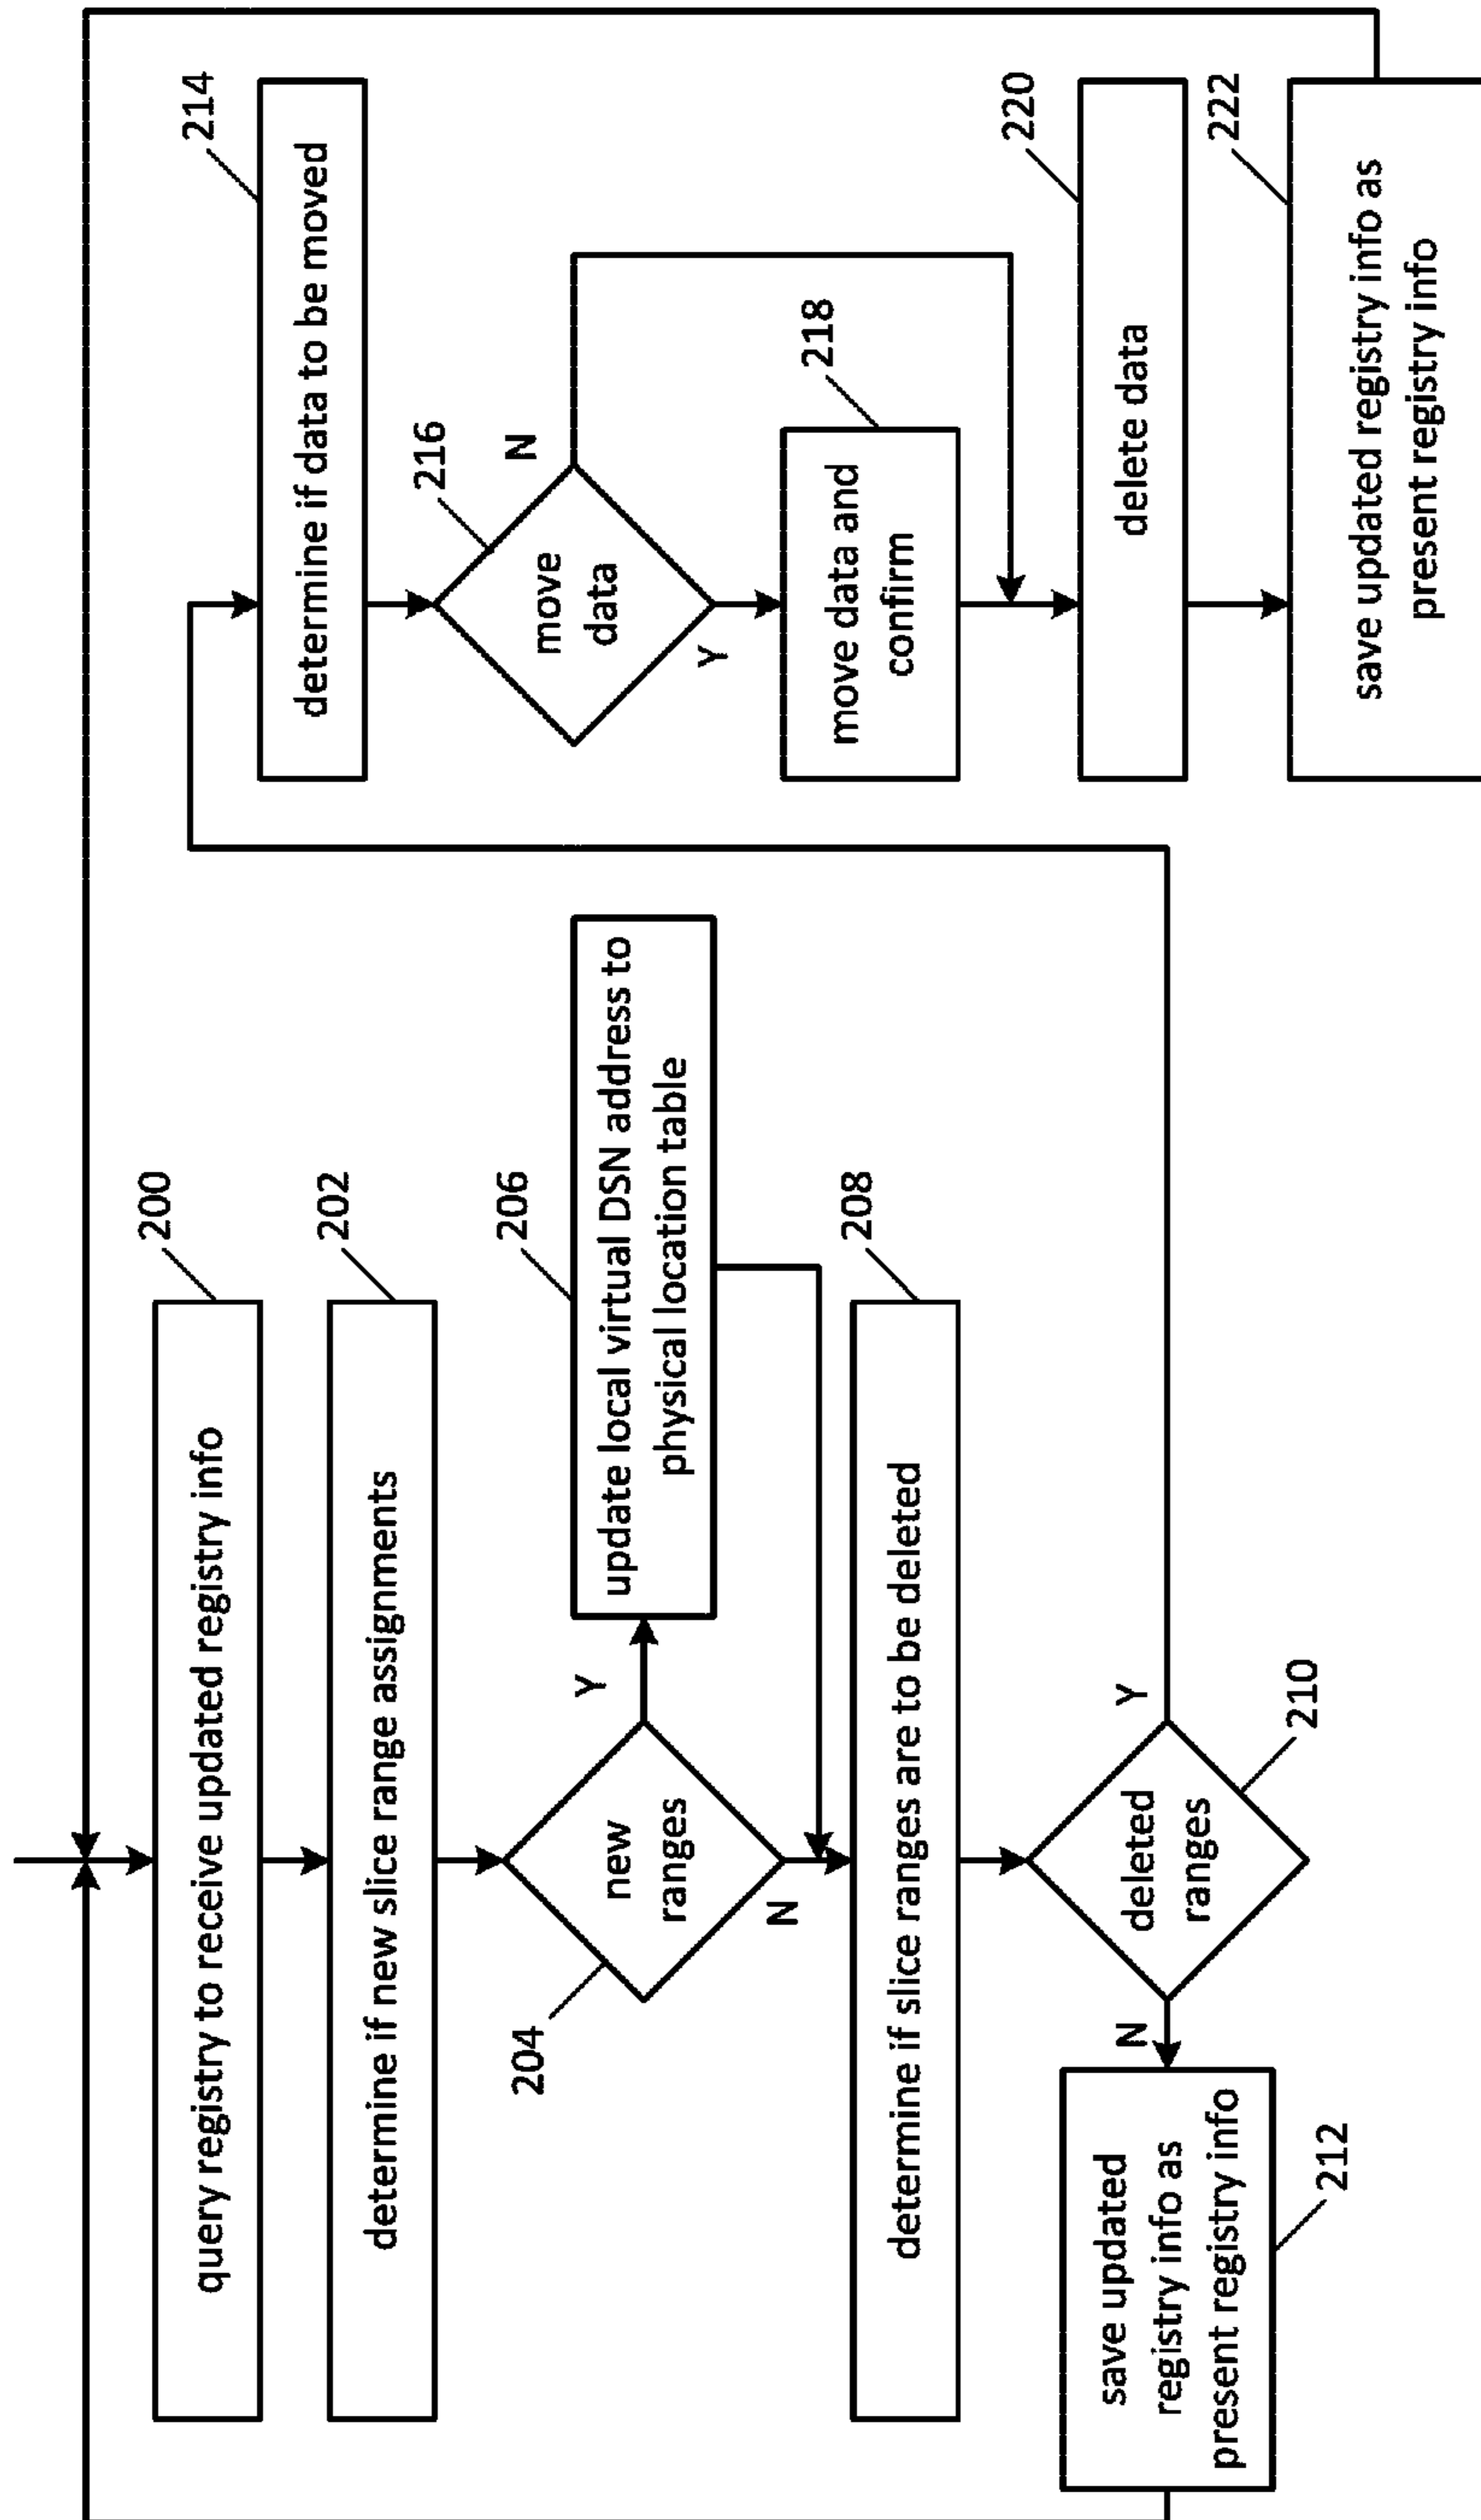 200
query registry to receive updated registry info
202
determine if new slice range assignments
204
new
ranges
Y
N
206
update local virtual DSN address to
physical location table
208
determine if slice ranges are to be deleted
210
deleted
ranges
N
Y
212
save updated
registry info as
present registry info
214
determine if data to be moved
216
move
data
N
Y
218
move data and
confirm
220
delete data
222
save updated registry info as
present registry info